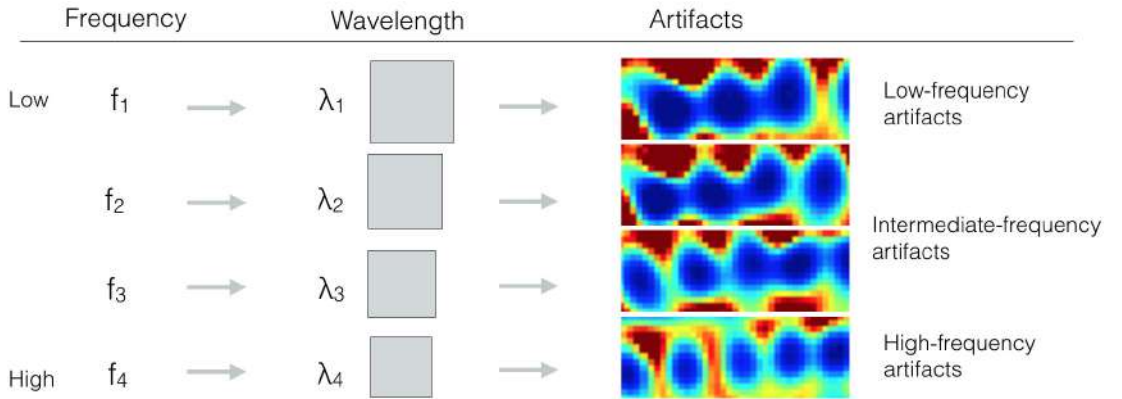 Frequency Wavelength Artifacts
Low f₁ λ₁ Low-frequency
artifacts
f₂ λ₂ Intermediate-frequency
artifacts
f₃ λ₃
High f₄ λ₄ High-frequency
artifacts